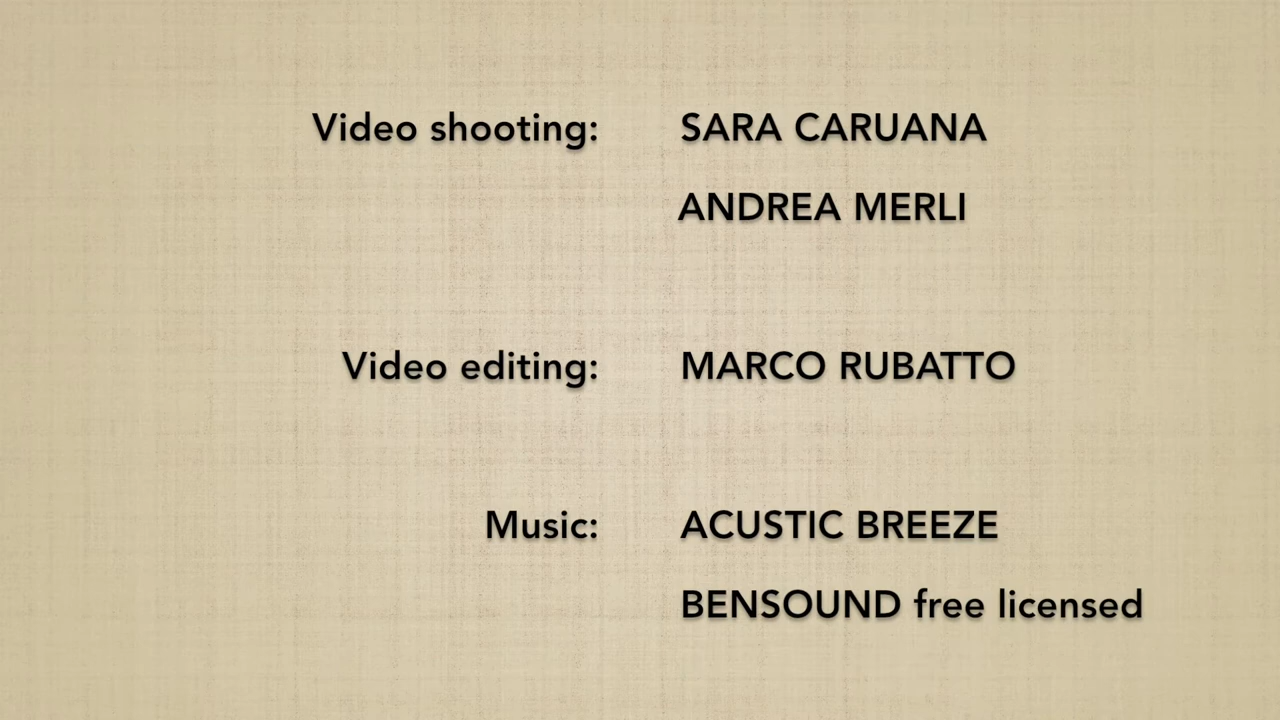 Video shooting: SARA CARUANA
ANDREA MERLI
Video editing: MARCO RUBATTO
Music: ACUSTIC BREEZE
BENSOUND free licensed